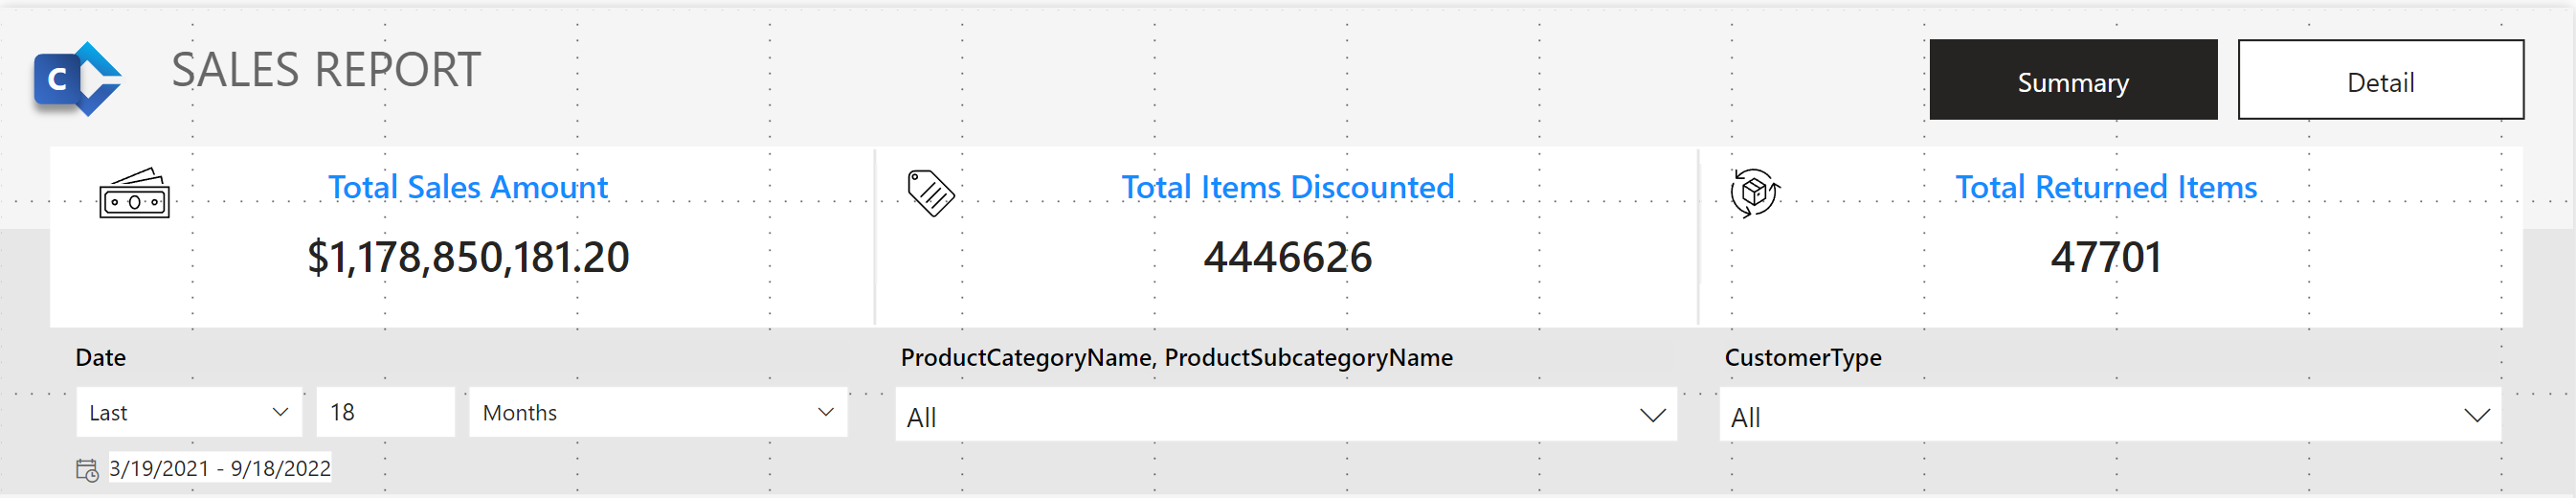 C
SALES REPORT
Summary
Detail
Total Sales Amount
Total Items Discounted
Total Returned Items
$1,178,850,181.20
4446626
47701
Date
ProductCategoryName, ProductSubcategoryName
CustomerType
Last
18
Months
All
All
3/19/2021 - 9/18/2022